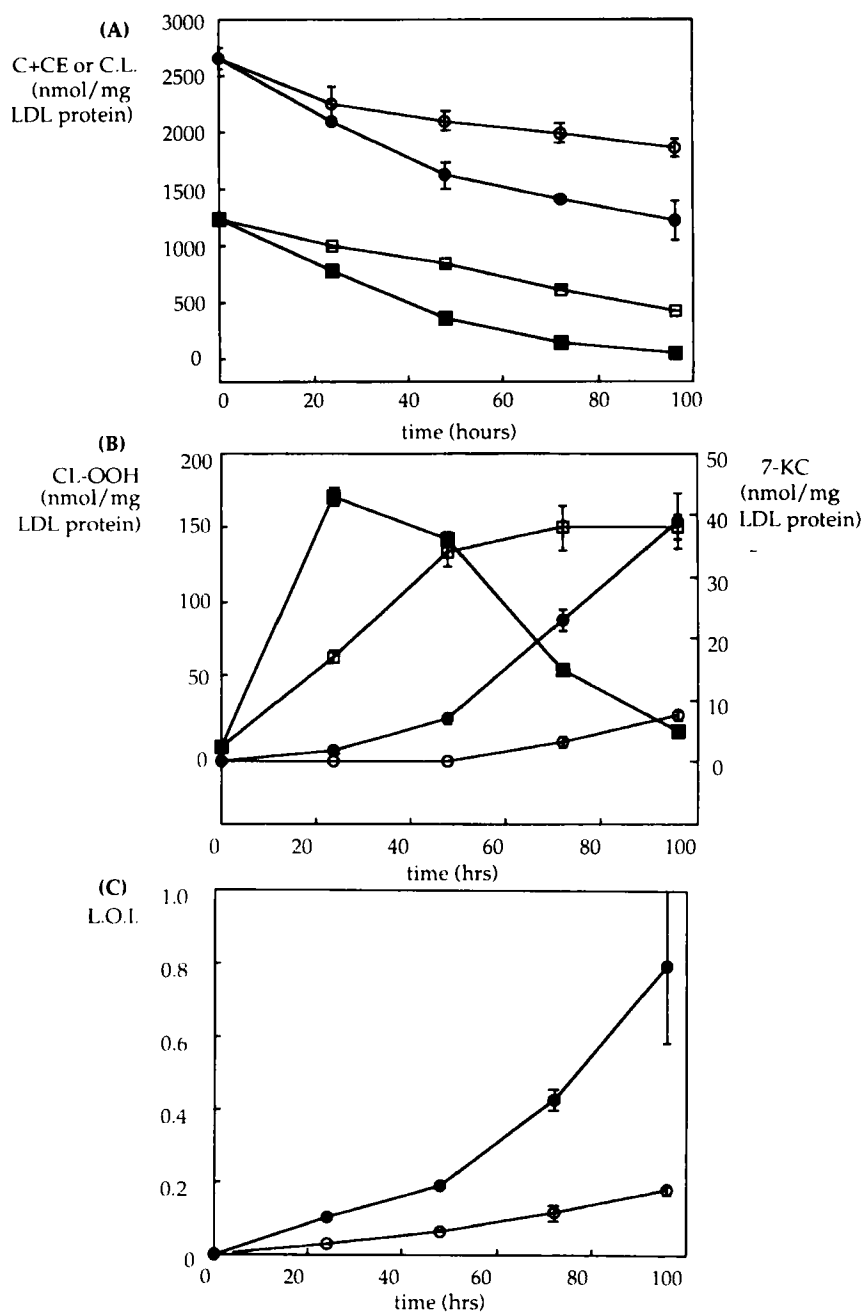 (A)
C+CE or C.L.
(nmol/mg
LDL protein)
3000
2500
2000
1500
1000
500
0
0 20 40 60 80 100
time (hours)
(B)
CL-OOH
(nmol/mg
LDL protein)
200
150
100
50
0
50
40
30
20
10
0
7-KC
(nmol/mg
LDL protein)
0 20 40 60 80 100
time (hrs)
(C)
L.O.I.
1.0
0.8
0.6
0.4
0.2
0
0 20 40 60 80 100
time (hrs)